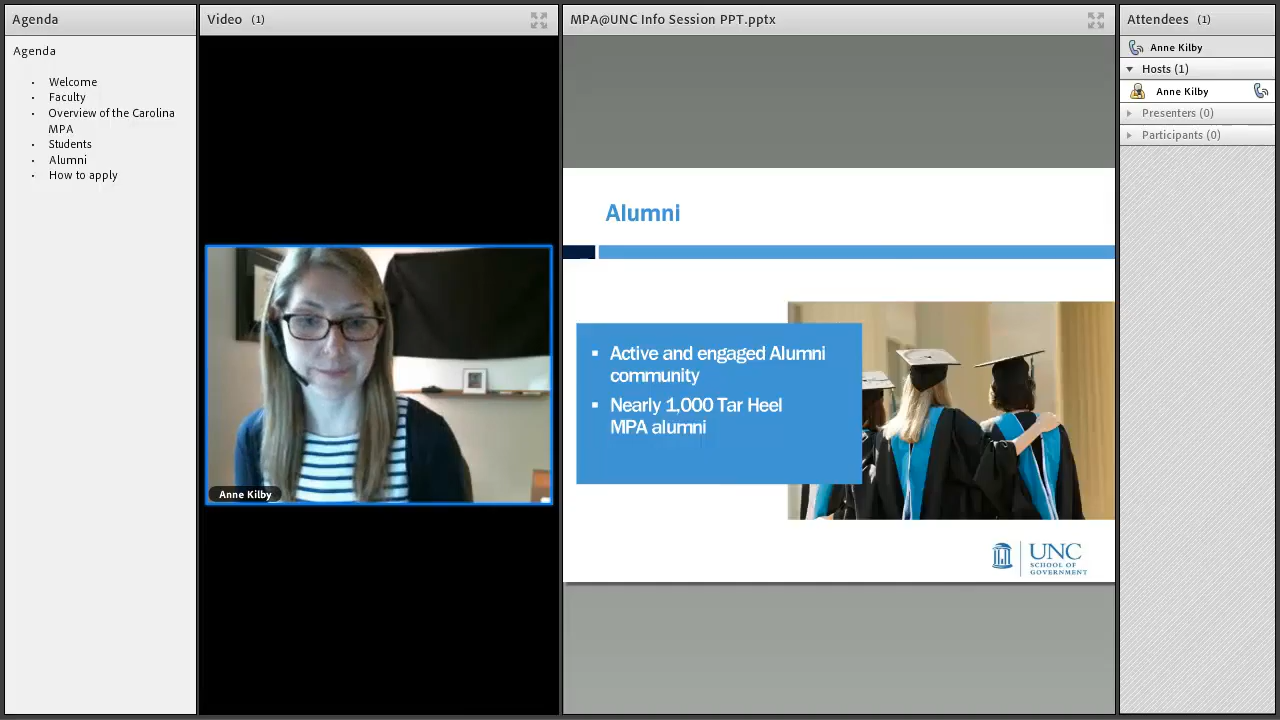 Agenda
Agenda
· Welcome
· Faculty
· Overview of the Carolina
MPA
· Students
· Alumni
· How to apply
Video (1)
Anne Kilby
MPA@UNC Info Session PPT.pptx
Alumni
▪ Active and engaged Alumni
community
▪ Nearly 1,000 Tar Heel
MPA alumni
UNC
SCHOOL OF
GOVERNMENT
Attendees (1)
Anne Kilby
Hosts (1)
Anne Kilby
Presenters (0)
Participants (0)